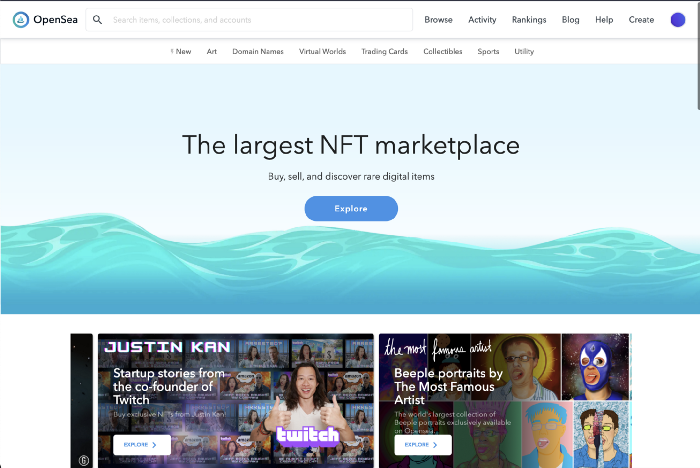 OpenSea
Search items, collections, and accounts
Browse Activity Rankings Blog Help Create
New Art Domain Names Virtual Worlds Trading Cards Collectibles Sports Utility
The largest NFT marketplace
Buy, sell, and discover rare digital items
Explore
JUSTIN KAN
Startup stories from
the co-founder of
Twitch
Buy exclusive NFTs from Justin Kan!
EXPLORE
twitch
the most famous artist
Beeple portraits by
The Most Famous
Artist
The world's largest collection of
Beeple portraits exclusively available
on Opensea...
EXPLORE